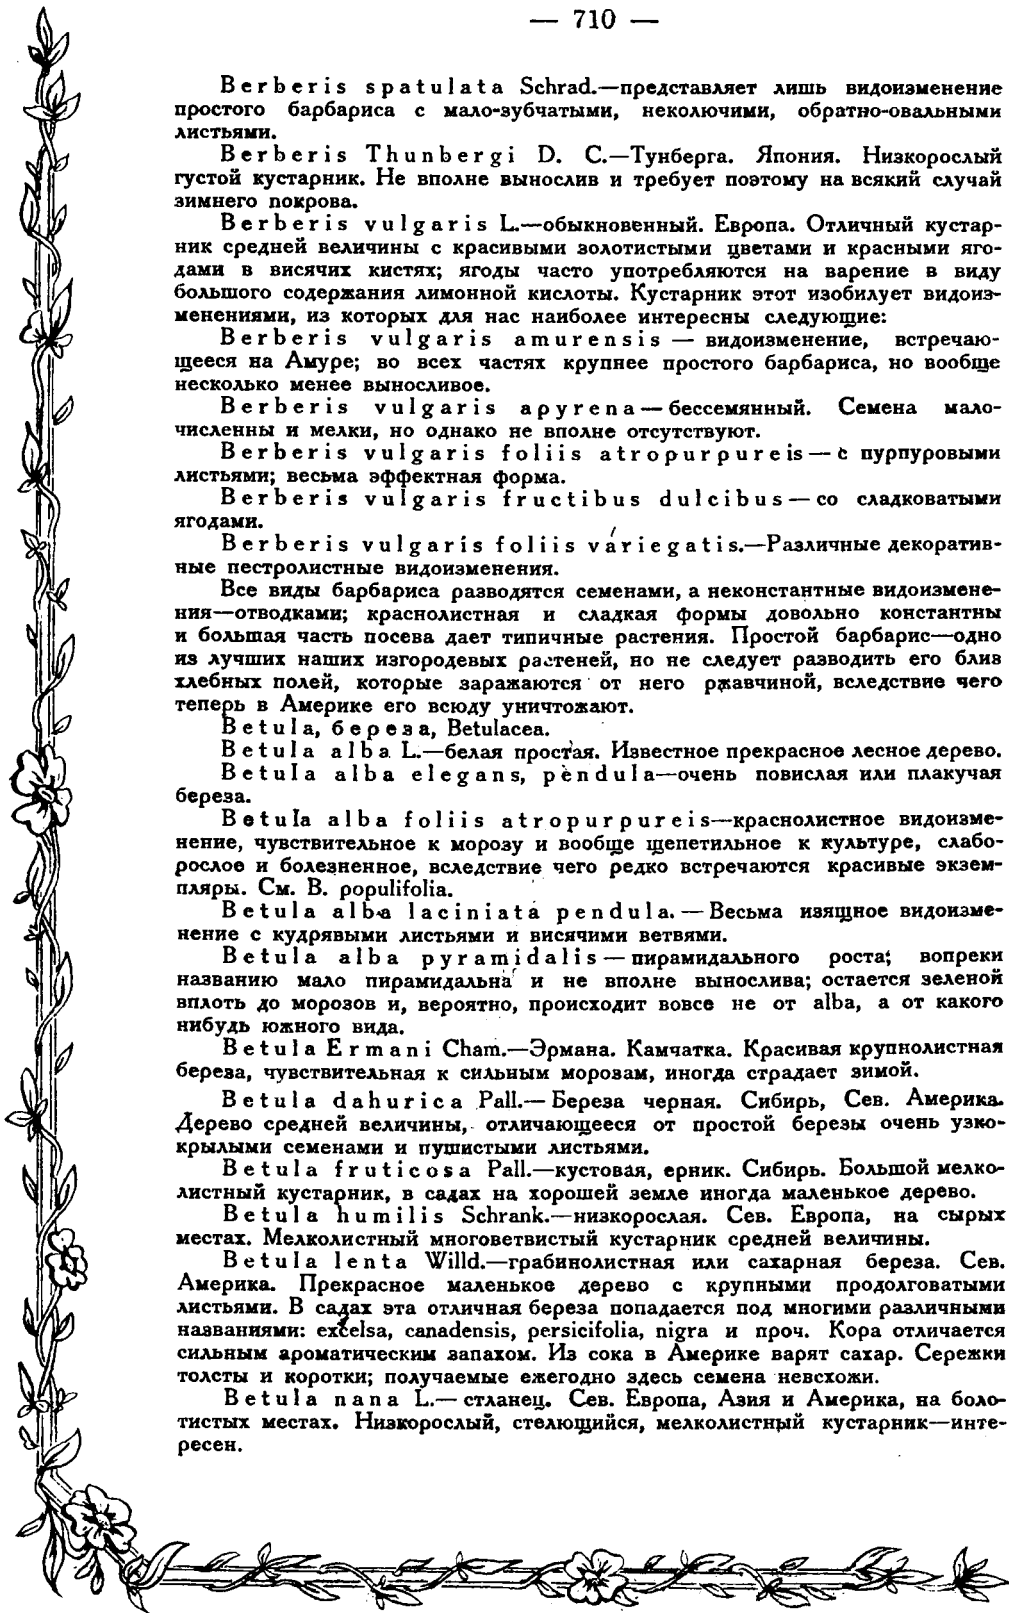 — 710 —
Berberis spatulata Schrad.—представляет лишь видоизменение
простого барбариса с мало-зубчатыми, неколючими, обратно-овальными
листьями.
Berberis Thunbergi D. C.—Тунберга. Япония. Низкорослый
густой кустарник. Не вполне вынослив и требует поэтому на всякий случай
зимнего покрова.
Berberis vulgaris L.—обыкновенный. Европа. Отличный кустар-
ник средней величины с красивыми золотистыми цветами и красными яго-
дами в висячих кистях; ягоды часто употребляются на варение в виду
большого содержания лимонной кислоты. Кустарник этот изобилует видоиз-
менениями, из которых для нас наиболее интересны следующие:
Berberis vulgaris amurensis — видоизменение, встречаю-
щееся на Амуре; во всех частях крупнее простого барбариса, но вообще
несколько менее выносливое.
Berberis vulgaris apyrena — бессемянный. Семена мало-
численны и мелки, но однако не вполне отсутствуют.
Berberis vulgaris foliis atropurpureis — с пурпуровыми
листьями; весьма эффектная форма.
Berberis vulgaris fructibus dulcibus — со сладковатыми
ягодами.
Berberis vulgaris foliis variegatis.—Различные декоратив-
ные пестролистные видоизменения.
Все виды барбариса разводятся семенами, а неконстантные видоизмене-
ния—отводками; краснолистная и сладкая формы довольно константны
и большая часть посева дает типичные растения. Простой барбарис—одно
из лучших наших изгородевых растеней, но не следует разводить его близ
хлебных полей, которые заражаются от него ржавчиной, вследствие чего
теперь в Америке его всюду уничтожают.
Betula, береза, Betulacea.
Betula alba L.—белая простая. Известное прекрасное лесное дерево.
Betula alba elegans, pendula—очень повислая или плакучая
береза.
Betula alba foliis atropurpureis—краснолистное видоизме-
нение, чувствительное к морозу и вообще щепетильное к культуре, слабо-
рослое и болезненное, вследствие чего редко встречаются красивые экзем-
пляры. См. B. populifolia.
Betula alba laciniata pendula. — Весьма изящное видоизме-
нение с кудрявыми листьями и висячими ветвями.
Betula alba pyramidalis — пирамидального роста; вопреки
названию мало пирамидальна и не вполне вынослива; остается зеленой
вплоть до морозов и, вероятно, происходит вовсе не от alba, а от какого
нибудь южного вида.
Betula Ermani Cham.—Эрмана. Камчатка. Красивая крупнолистная
береза, чувствительная к сильным морозам, иногда страдает зимой.
Betula dahurica Pall.— Береза черная. Сибирь, Сев. Америка.
Дерево средней величины, отличающееся от простой березы очень узко-
крылыми семенами и пушистыми листьями.
Betula fruticosa Pall.—кустовая, ерник. Сибирь. Большой мелко-
листный кустарник, в садах на хорошей земле иногда маленькое дерево.
Betula humilis Schrank.—низкорослая. Сев. Европа, на сырых
местах. Мелколистный многоветвистый кустарник средней величины.
Betula lenta Willd.—грабинолистная или сахарная береза. Сев.
Америка. Прекрасное маленькое дерево с крупными продолговатыми
листьями. В садах эта отличная береза попадается под многими различными
названиями: excelsa, canadensis, persicifolia, nigra и проч. Кора отличается
сильным ароматическим запахом. Из сока в Америке варят сахар. Сережки
толсты и коротки; получаемые ежегодно здесь семена невсхожи.
Betula nana L.— стланец. Сев. Европа, Азия и Америка, на боло-
тистых местах. Низкорослый, стелющийся, мелколистный кустарник—инте-
ресен.